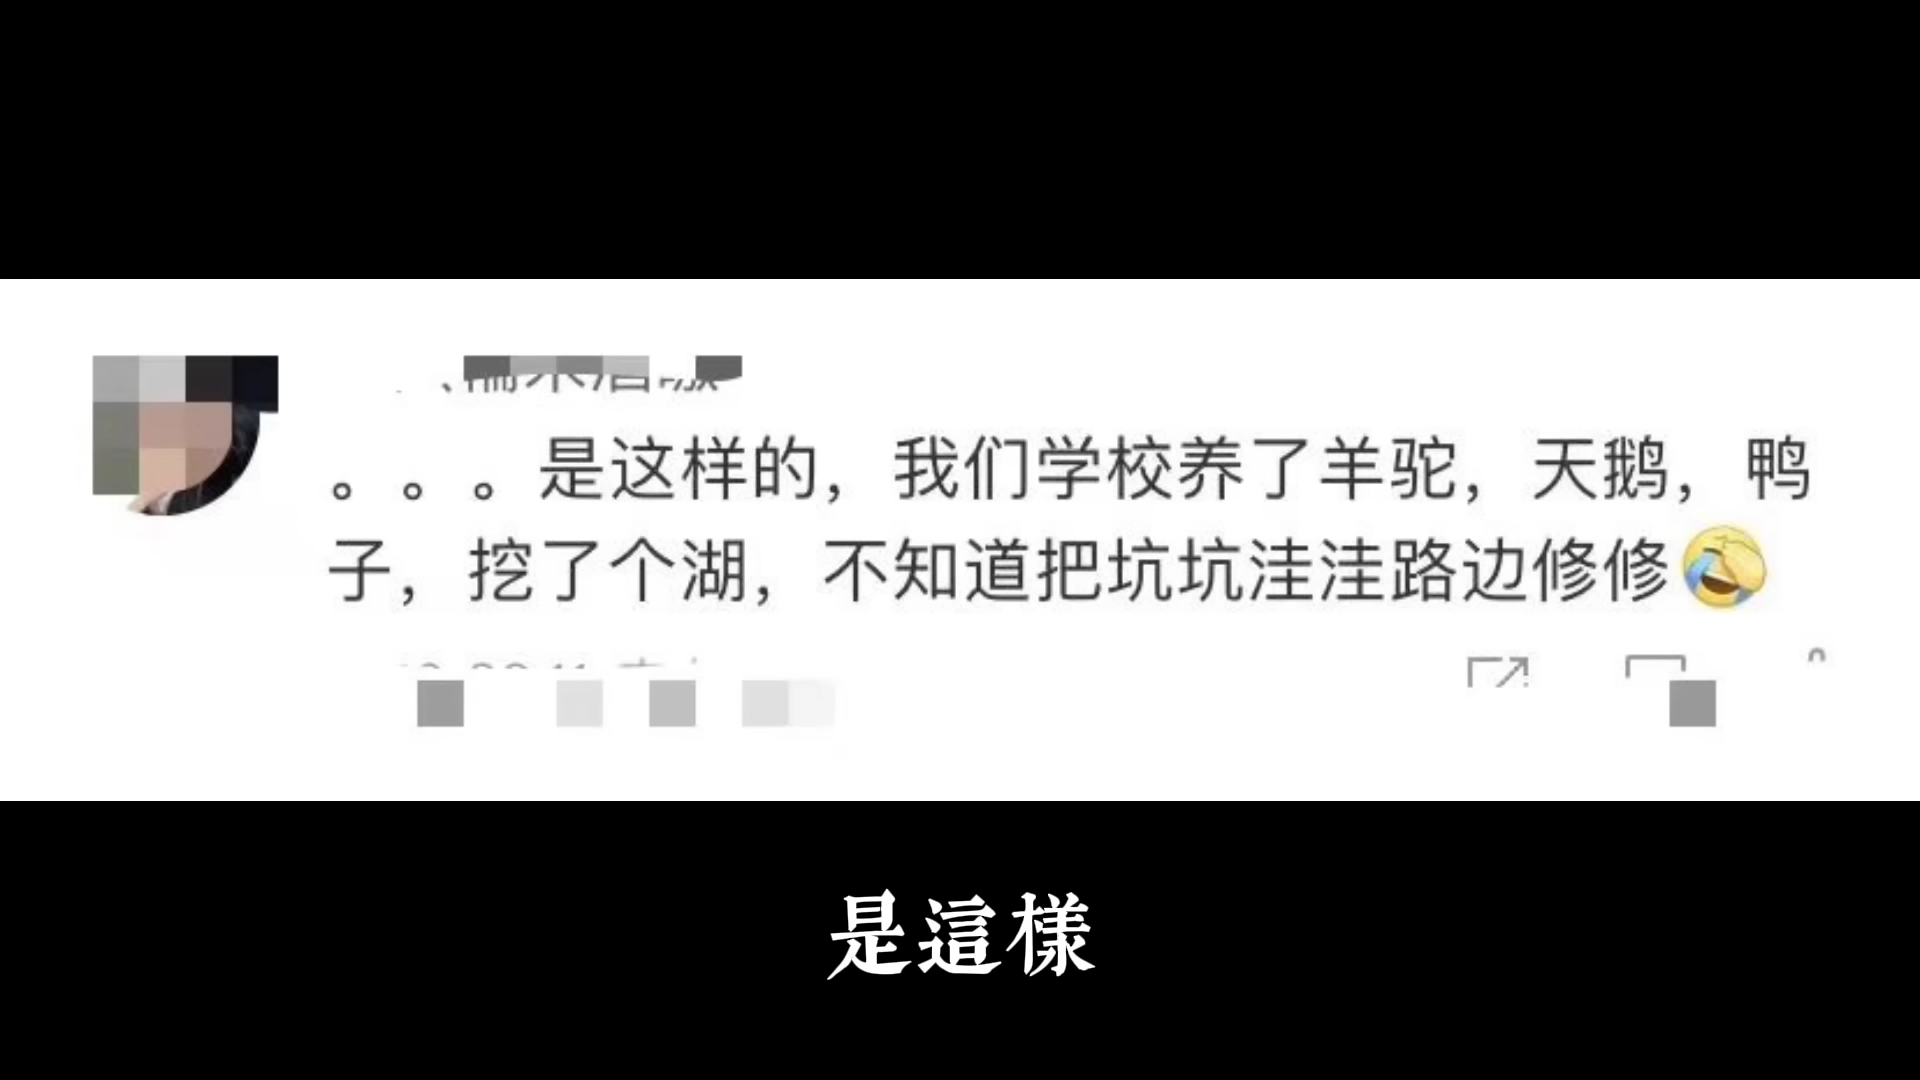 。。。是这样的，我们学校养了羊驼，天鹅，鸭
子，挖了个湖，不知道把坑坑洼洼路边修修🤣
是這樣